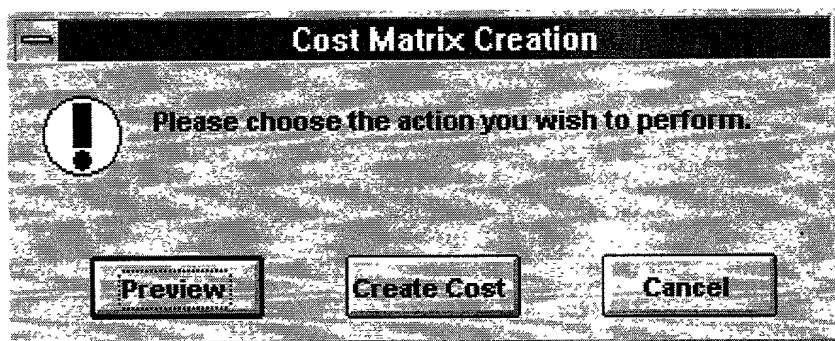 Cost Matrix Creation
Please choose the action you wish to perform.
Preview Create Cost Cancel